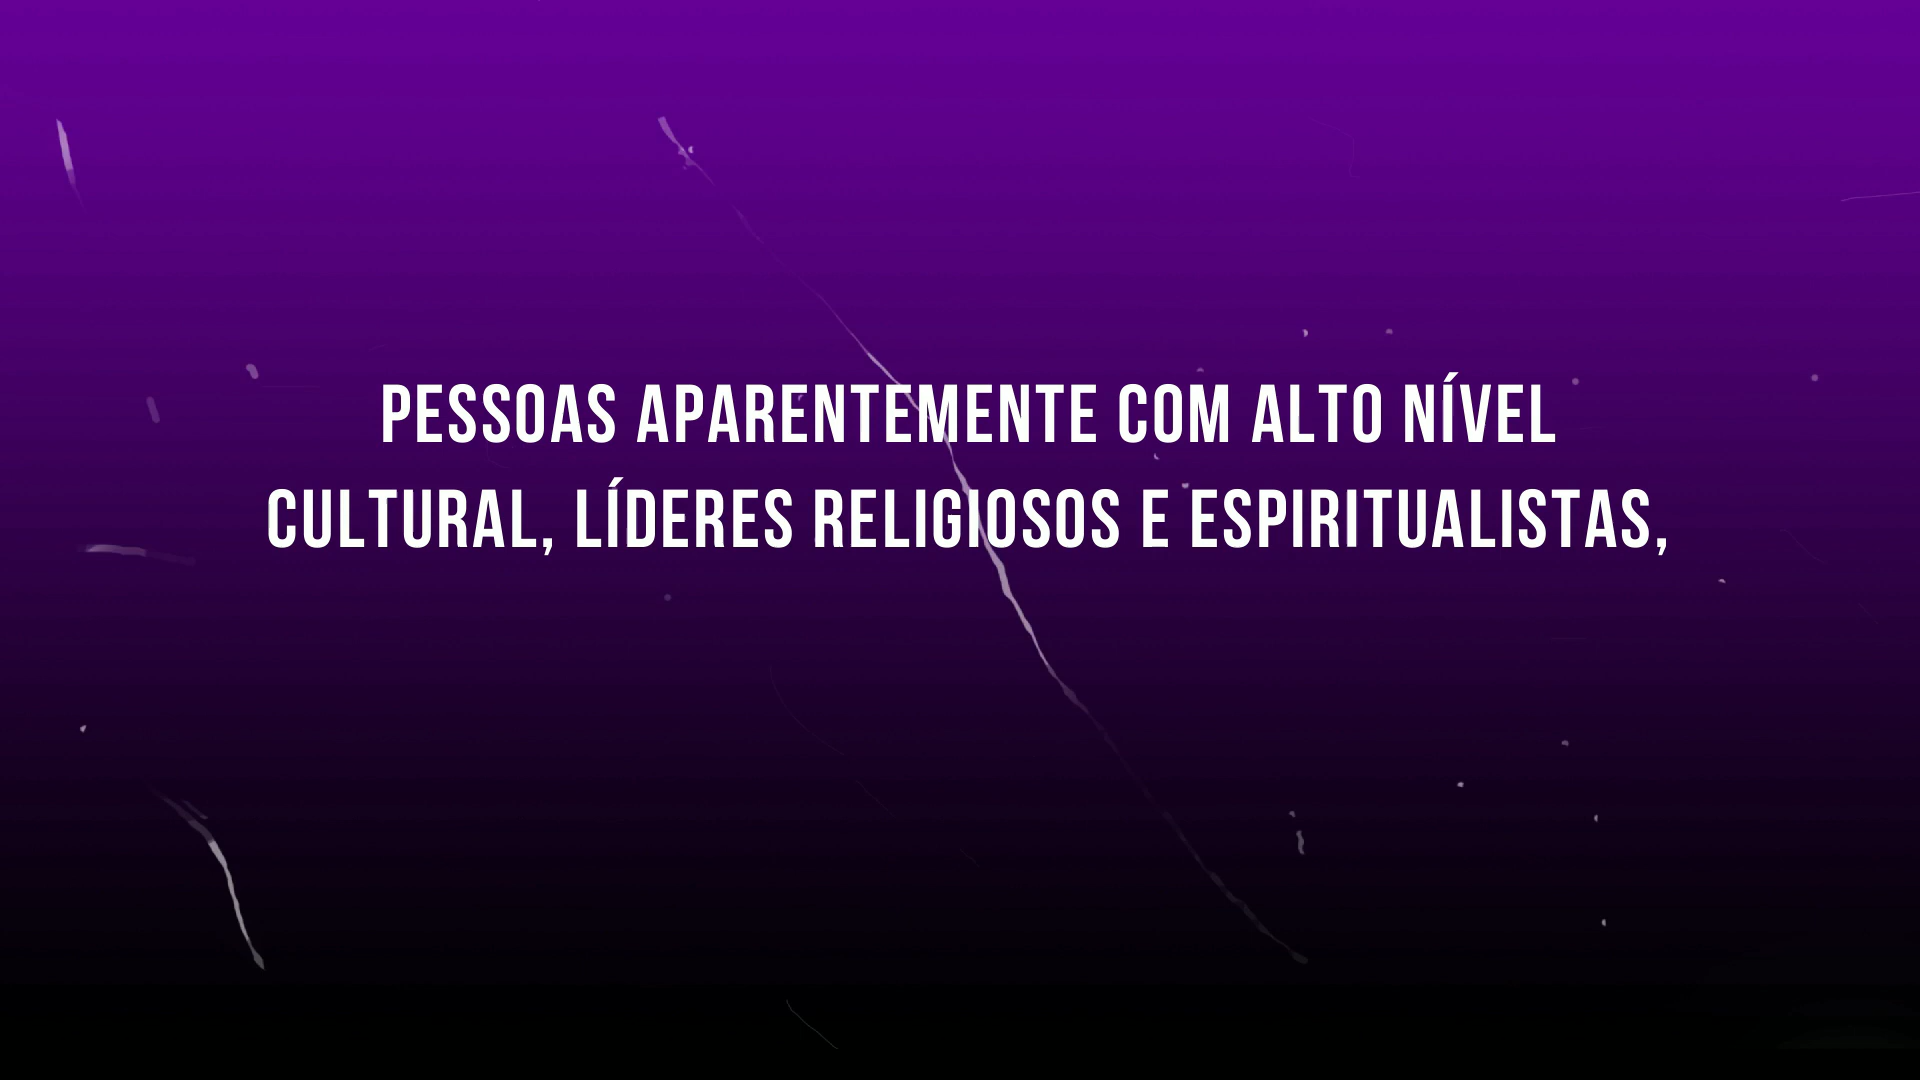 PESSOAS APARENTEMENTE COM ALTO NÍVEL
CULTURAL, LÍDERES RELIGIOSOS E ESPIRITUALISTAS,